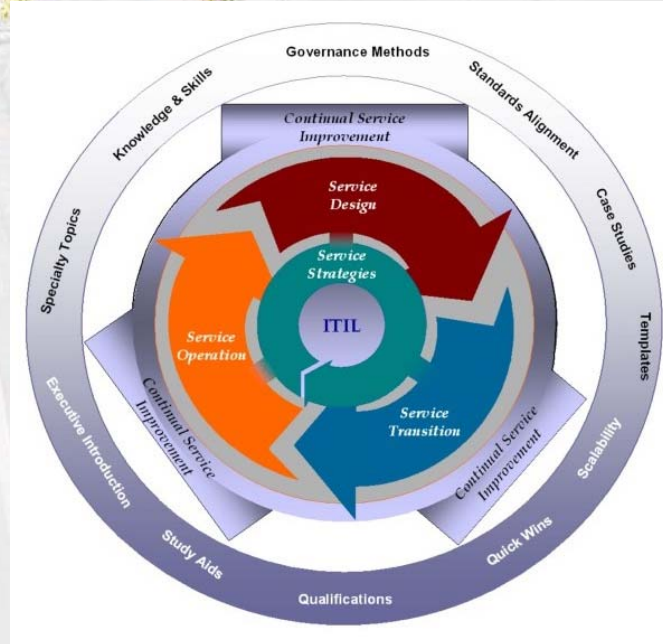 Governance Methods
Standards Alignment
Case Studies
Templates
Scalability
Quick Wins
Qualifications
Study Aids
Executive Introduction
Specialty Topics
Knowledge & Skills
Continual Service
Improvement
Service
Design
Service
Strategies
ITIL
Service
Operation
Service
Transition
Continual Service
Improvement
Continual Service
Improvement